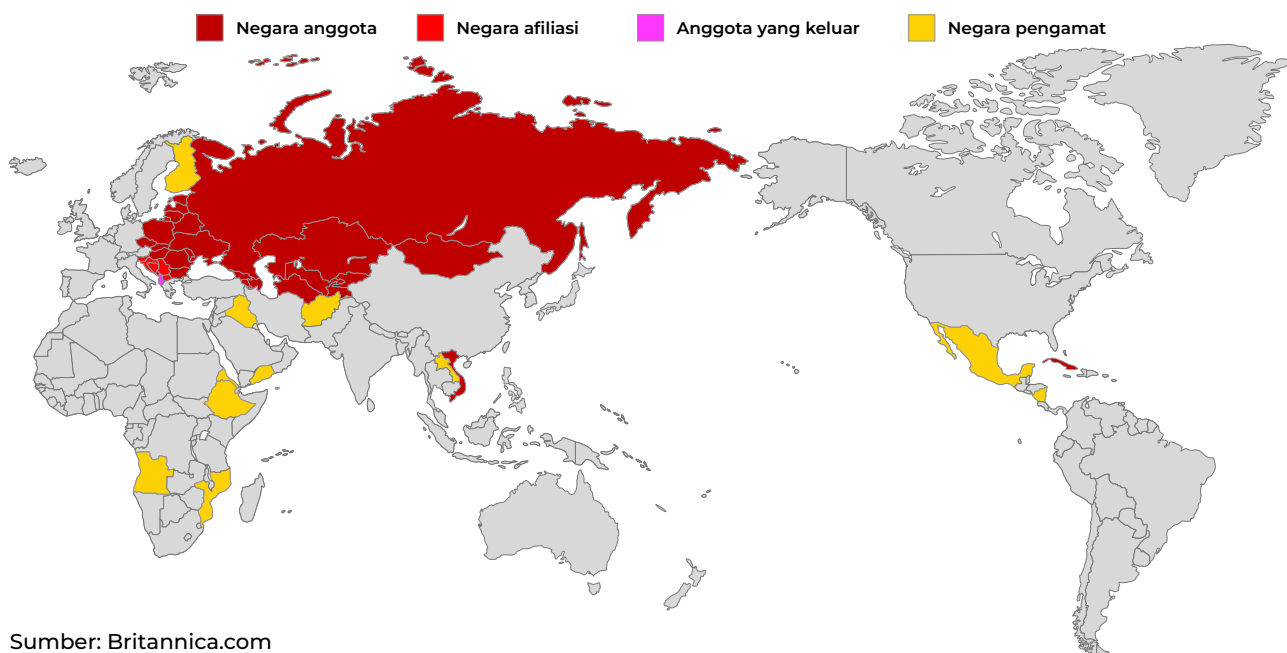 Negara anggota
Negara afiliasi
Anggota yang keluar
Negara pengamat
Sumber: Britannica.com